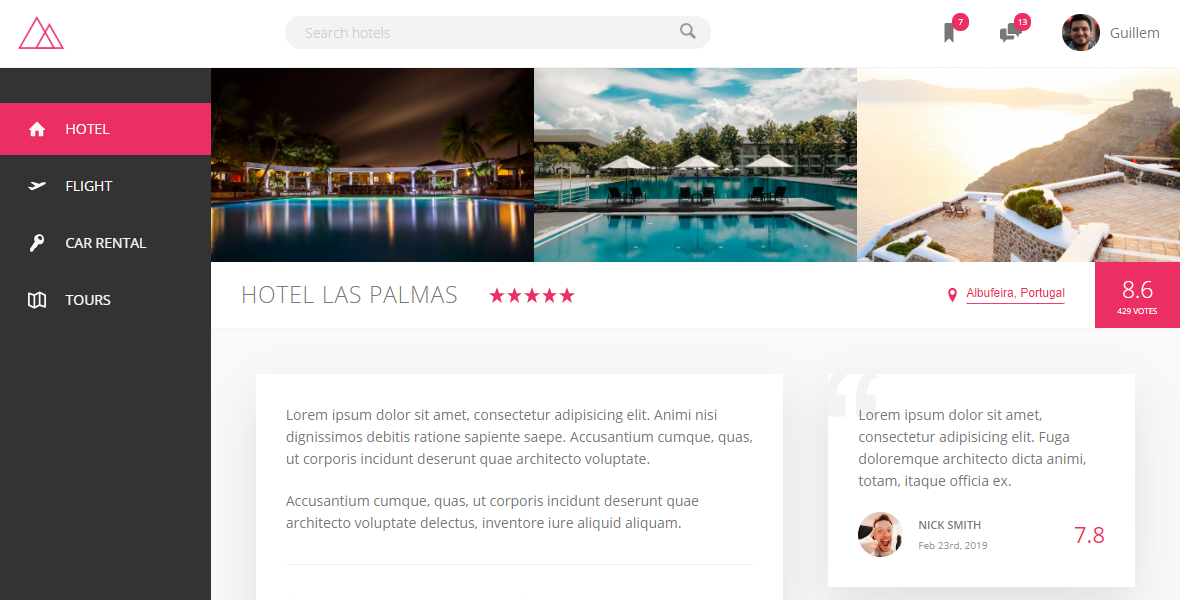 Search hotels
7
13
Guillem
HOTEL
FLIGHT
CAR RENTAL
TOURS
HOTEL LAS PALMAS
Albufeira, Portugal
8.6
429 VOTES
Lorem ipsum dolor sit amet, consectetur adipisicing elit. Animi nisi
dignissimos debitis ratione sapiente saepe. Accusantium cumque, quas,
ut corporis incidunt deserunt quae architecto voluptate.
Accusantium cumque, quas, ut corporis incidunt deserunt quae
architecto voluptate delectus, inventore iure aliquid aliquam.
“
Lorem ipsum dolor sit amet,
consectetur adipisicing elit. Fuga
doloremque architecto dicta animi,
totam, itaque officia ex.
NICK SMITH
Feb 23rd, 2019
7.8